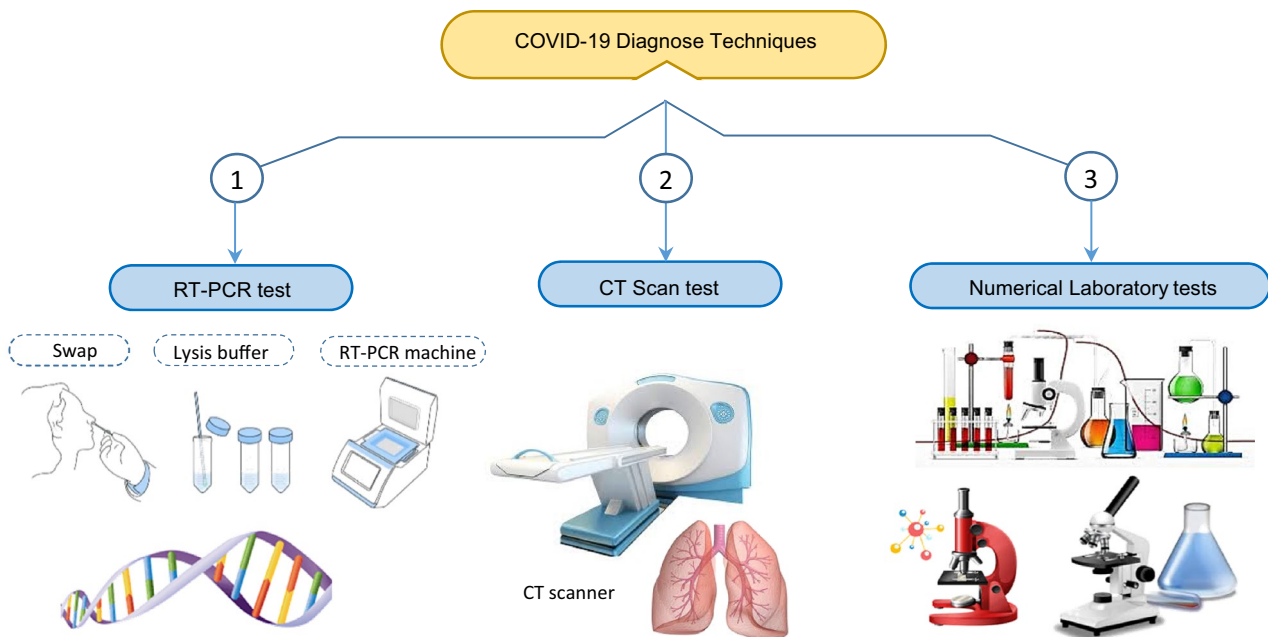 COVID-19 Diagnose Techniques
1
2
3
RT-PCR test
CT Scan test
Numerical Laboratory tests
Swap
Lysis buffer
RT-PCR machine
CT scanner